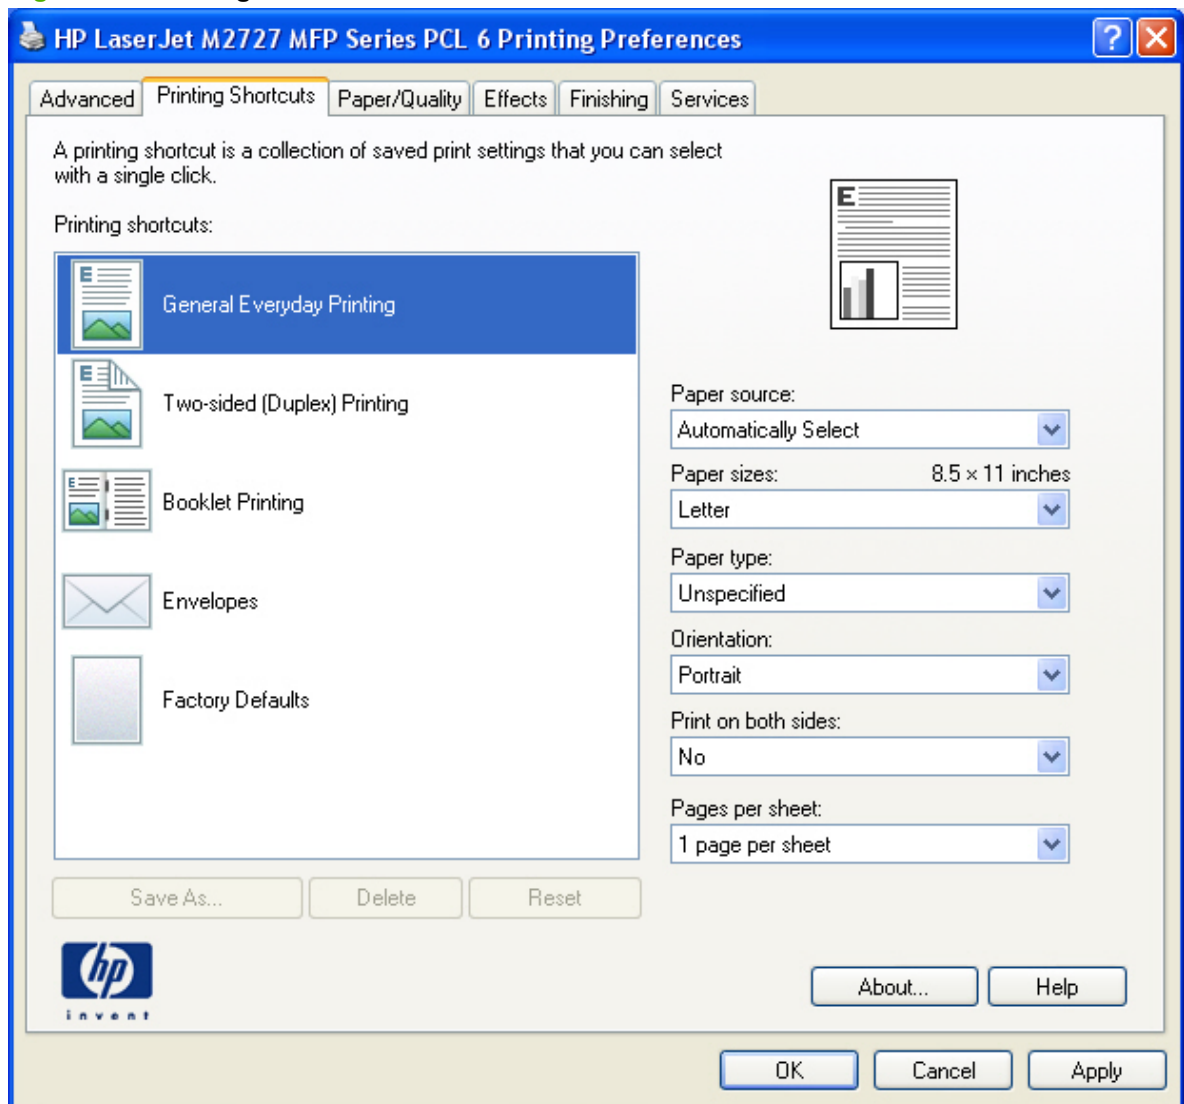 HP LaserJet M2727 MFP Series PCL 6 Printing Preferences
Advanced Printing Shortcuts Paper/Quality Effects Finishing Services
A printing shortcut is a collection of saved print settings that you can select
with a single click.
Printing shortcuts:
E
General Everyday Printing
E
Two-sided (Duplex) Printing
E
Booklet Printing
Envelopes
Factory Defaults
Save As... Delete Reset
E
Paper source:
Automatically Select
Paper sizes: 8.5 × 11 inches
Letter
Paper type:
Unspecified
Orientation:
Portrait
Print on both sides:
No
Pages per sheet:
1 page per sheet
hp
invent
About... Help
OK Cancel Apply